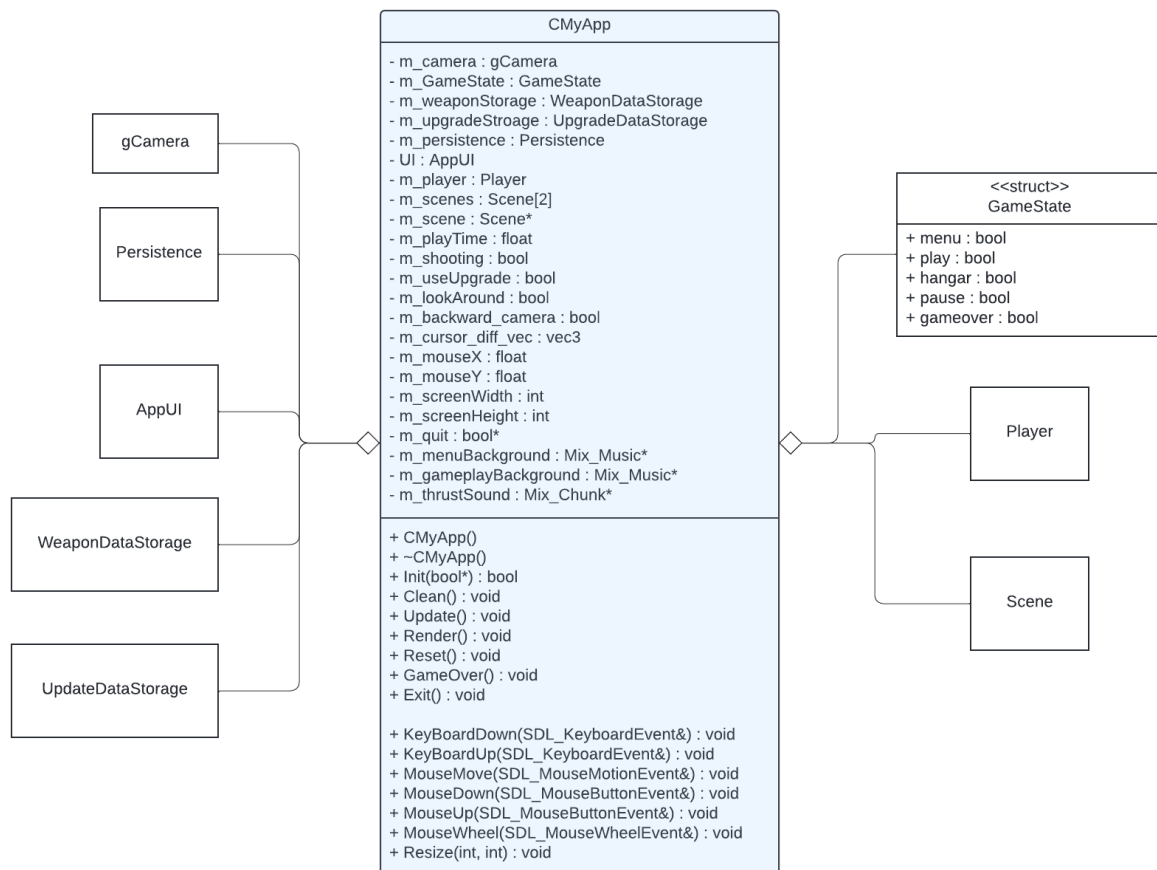 CMyApp
- m_camera : gCamera
- m_GameState : GameState
- m_weaponStorage : WeaponDataStorage
- m_upgradeStroage : UpgradeDataStorage
- m_persistence : Persistence
- UI : AppUI
- m_player : Player
- m_scenes : Scene[2]
- m_scene : Scene*
- m_playTime : float
- m_shooting : bool
- m_useUpgrade : bool
- m_lookAround : bool
- m_backward_camera : bool
- m_cursor_diff_vec : vec3
- m_mouseX : float
- m_mouseY : float
- m_screenWidth : int
- m_screenHeight : int
- m_quit : bool*
- m_menuBackground : Mix_Music*
- m_gameplayBackground : Mix_Music*
- m_thrustSound : Mix_Chunk*
+ CMyApp()
+ ~CMyApp()
+ Init(bool*) : bool
+ Clean() : void
+ Update() : void
+ Render() : void
+ Reset() : void
+ GameOver() : void
+ Exit() : void
+ KeyBoardDown(SDL_KeyboardEvent&) : void
+ KeyBoardUp(SDL_KeyboardEvent&) : void
+ MouseMove(SDL_MouseMotionEvent&) : void
+ MouseDown(SDL_MouseButtonEvent&) : void
+ MouseUp(SDL_MouseButtonEvent&) : void
+ MouseWheel(SDL_MouseWheelEvent&) : void
+ Resize(int, int) : void
gCamera
Persistence
AppUI
WeaponDataStorage
UpdateDataStorage
<<struct>>
GameState
+ menu : bool
+ play : bool
+ hangar : bool
+ pause : bool
+ gameover : bool
Player
Scene